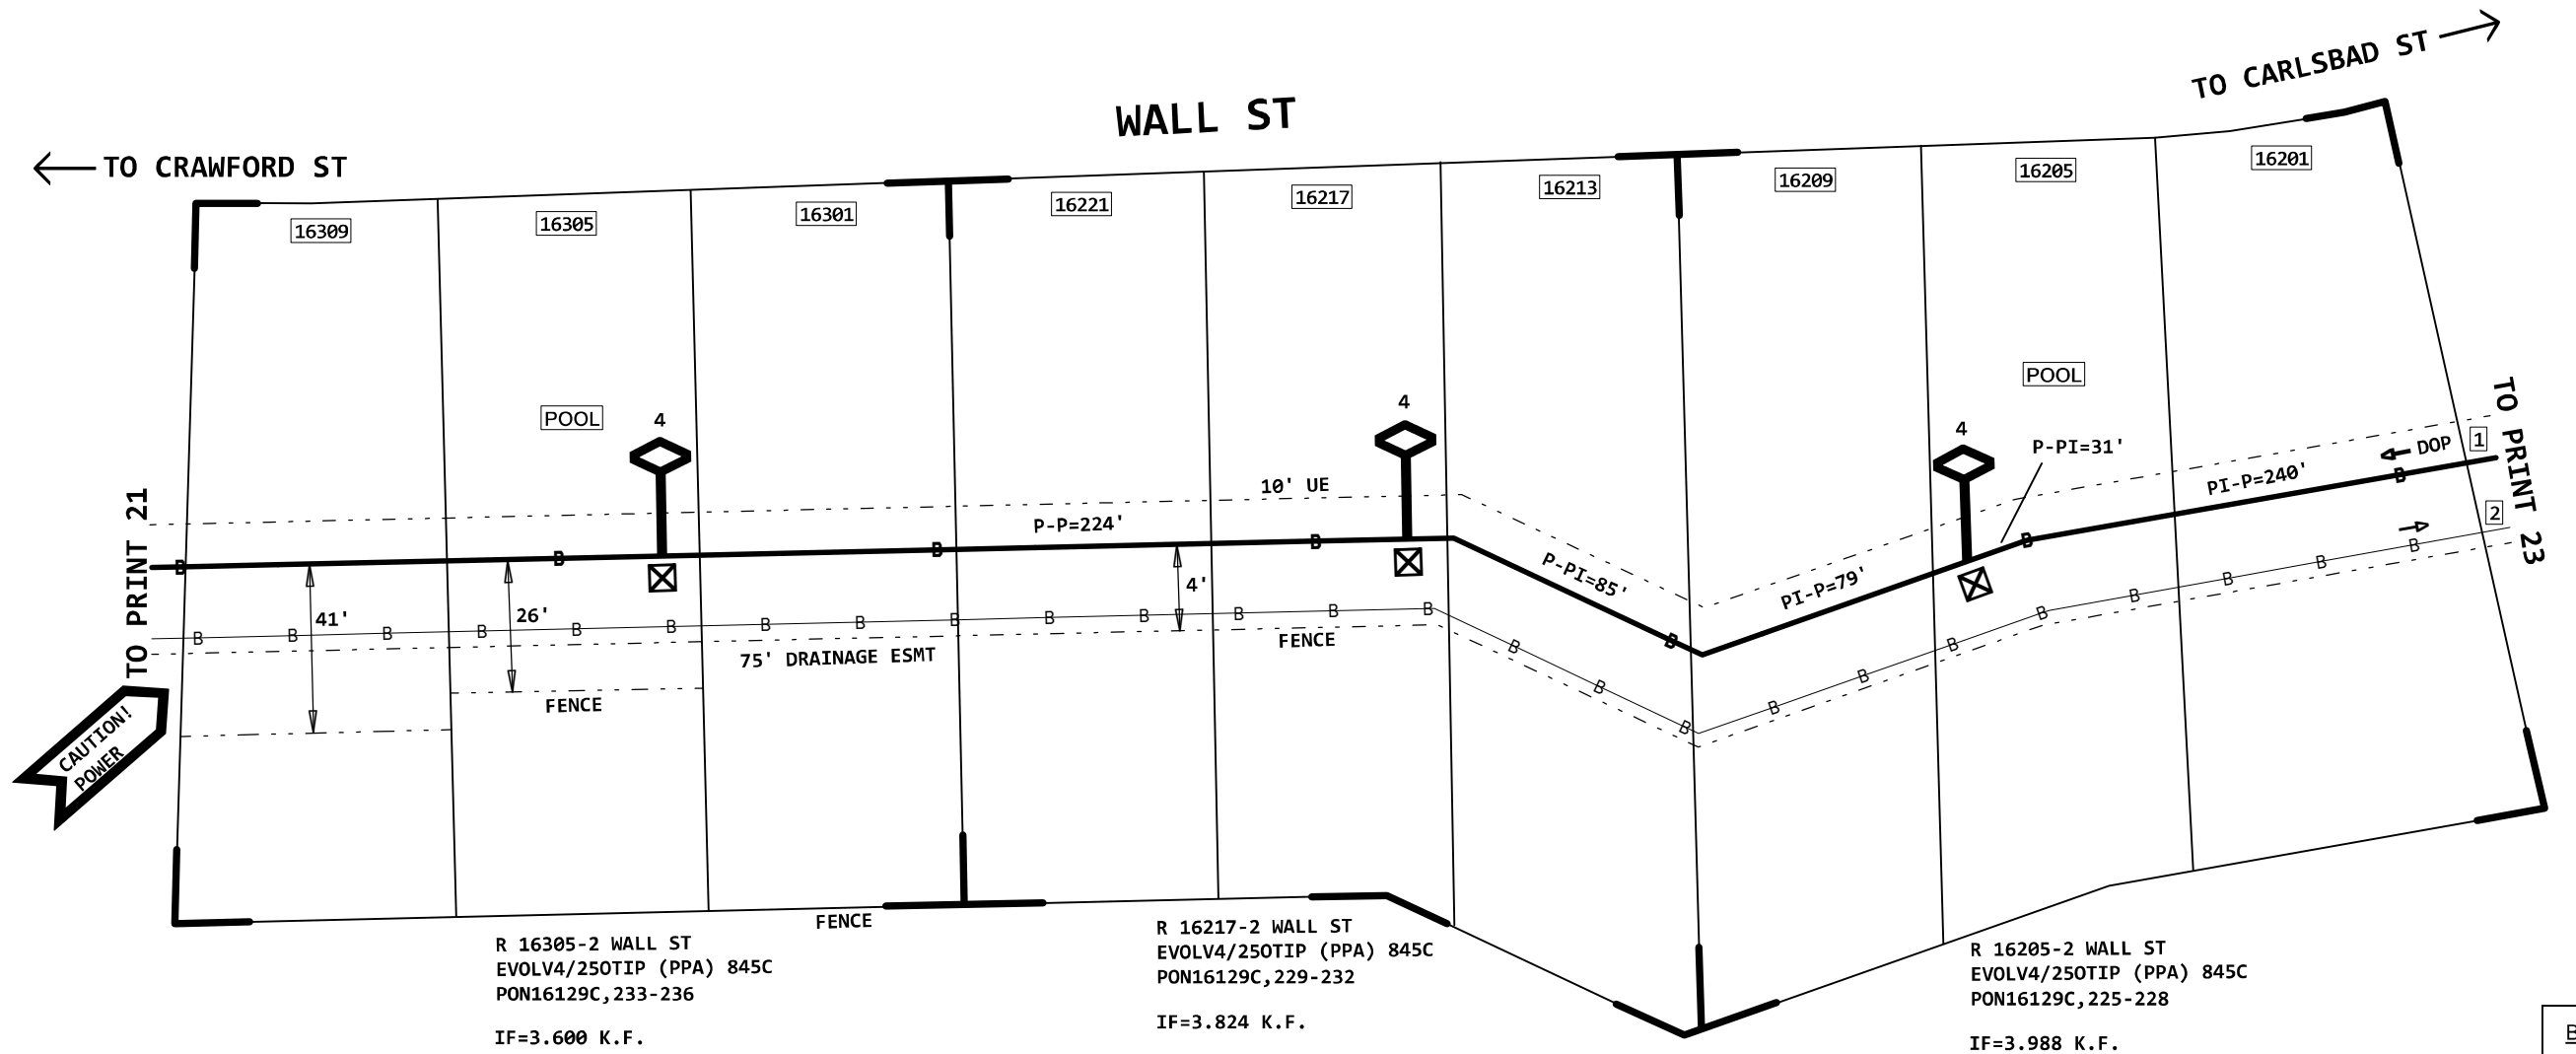 TO CARLSBAD ST
WALL ST
TO CRAWFORD ST
16309
16305
16301
16221
16217
16213
16209
16205
16201
POOL
4
4
4
POOL
P-PI=31'
DOP
1
2
TO PRINT 23
TO PRINT 21
10' UE
P-P=224'
P-PI=85'
PI-P=79'
PI-P=240'
B
B
B
B
B
B
B
41'
26'
4'
B B B B B B B B B B B B B B
B B B B B B B B B B B
75' DRAINAGE ESMT
FENCE
FENCE
CAUTION!
POWER
FENCE
R 16305-2 WALL ST
EVOLV4/25OTIP (PPA) 845C
PON16129C,233-236
IF=3.600 K.F.
R 16217-2 WALL ST
EVOLV4/25OTIP (PPA) 845C
PON16129C,229-232
IF=3.824 K.F.
R 16205-2 WALL ST
EVOLV4/25OTIP (PPA) 845C
PON16129C,225-228
IF=3.988 K.F.